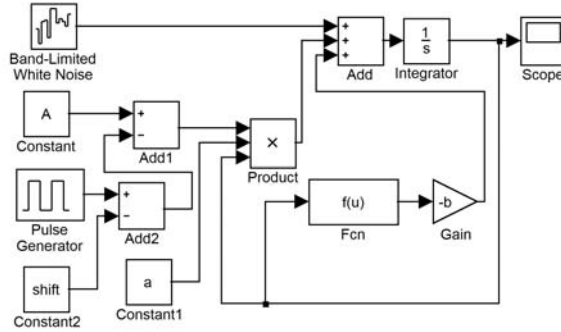 Band-Limited
White Noise
+
+
+
Add
1
s
Integrator
Scope
A
Constant
+
−
Add1
×
Product
Pulse
Generator
+
−
Add2
f(u)
Fcn
-b
Gain
shift
Constant2
a
Constant1